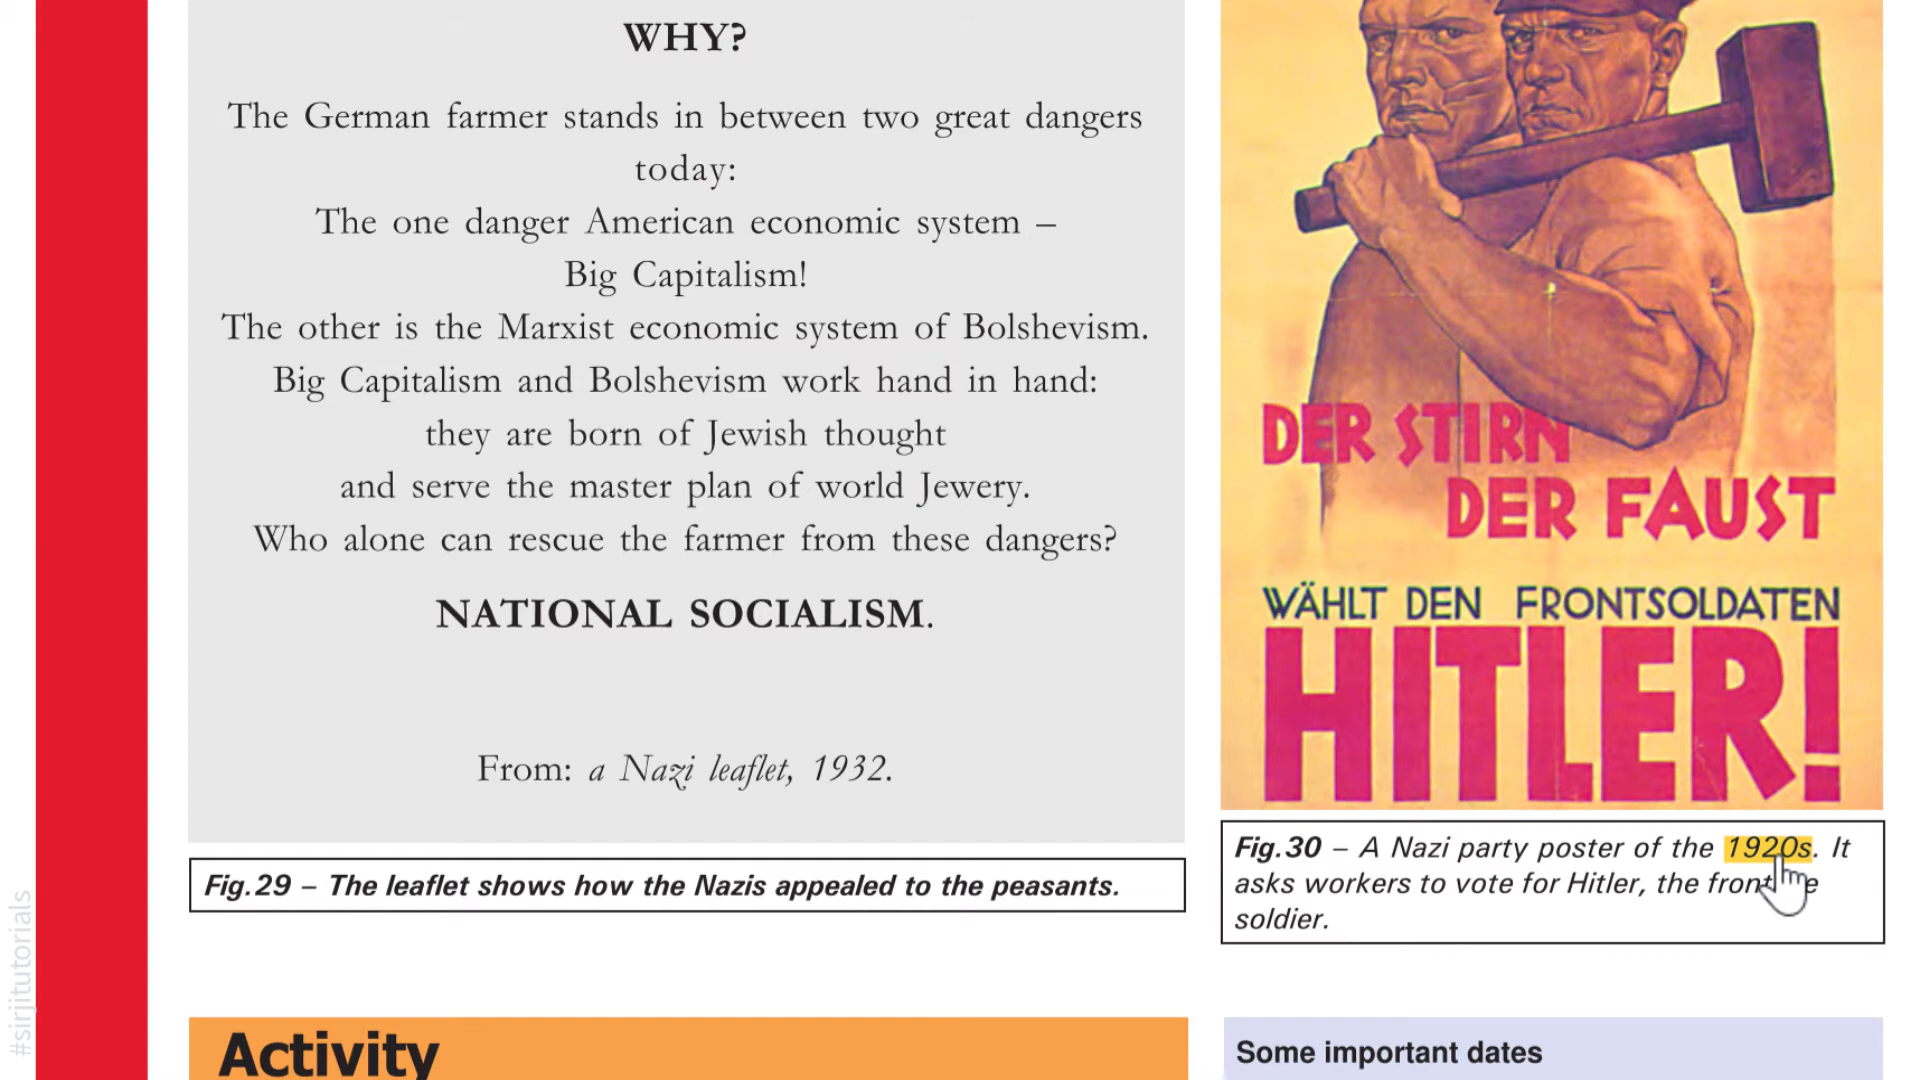 WHY?
The German farmer stands in between two great dangers
today:
The one danger American economic system –
Big Capitalism!
The other is the Marxist economic system of Bolshevism.
Big Capitalism and Bolshevism work hand in hand:
they are born of Jewish thought
and serve the master plan of world Jewery.
Who alone can rescue the farmer from these dangers?
NATIONAL SOCIALISM.
From: a Nazi leaflet, 1932.
Fig.29 – The leaflet shows how the Nazis appealed to the peasants.
DER STIRN
DER FAUST
WÄHLT DEN FRONTSOLDATEN
HITLER!
Fig.30 – A Nazi party poster of the 1920s. It
asks workers to vote for Hitler, the
soldier.
Activity
Some important dates
#sirjitutorials